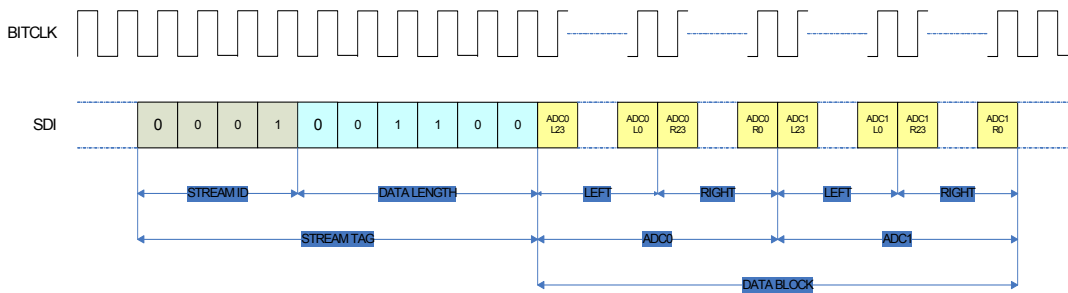 BITCLK
SDI
0 0 0 1 0 0 1 1 0 0
ADC0
L23
ADC0
L0
ADC0
R23
ADC0
R0
ADC1
L23
ADC1
L0
ADC1
R23
ADC1
R0
STREAM ID DATA LENGTH LEFT RIGHT LEFT RIGHT
STREAM TAG ADC0 ADC1
DATA BLOCK